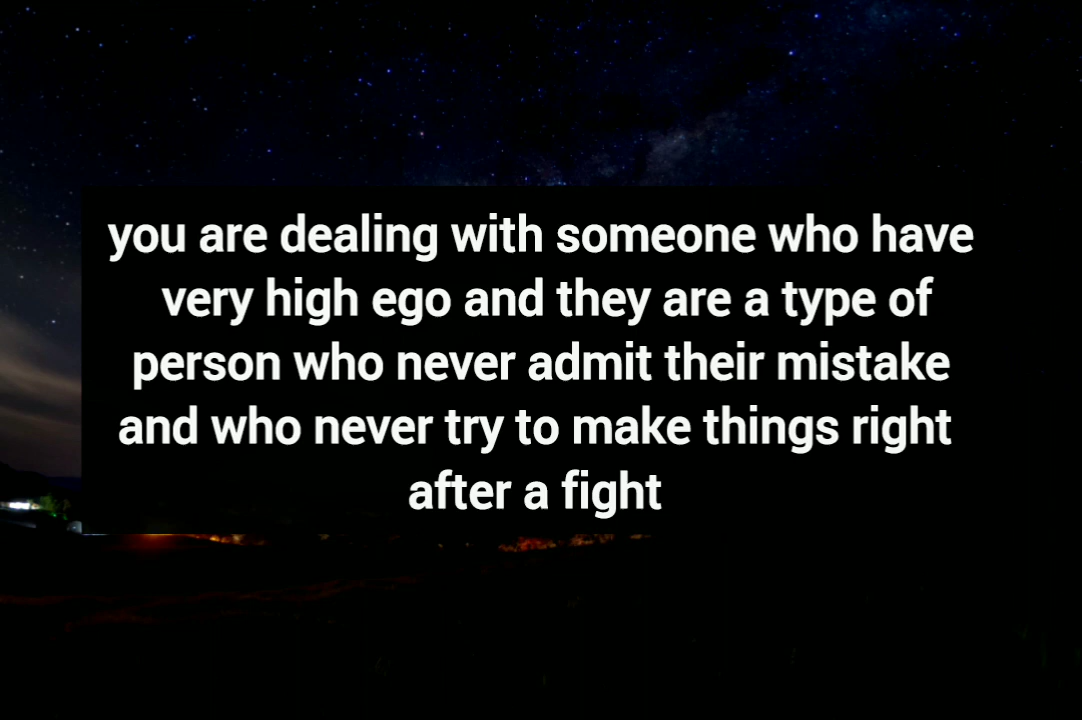 you are dealing with someone who have
very high ego and they are a type of
person who never admit their mistake
and who never try to make things right
after a fight